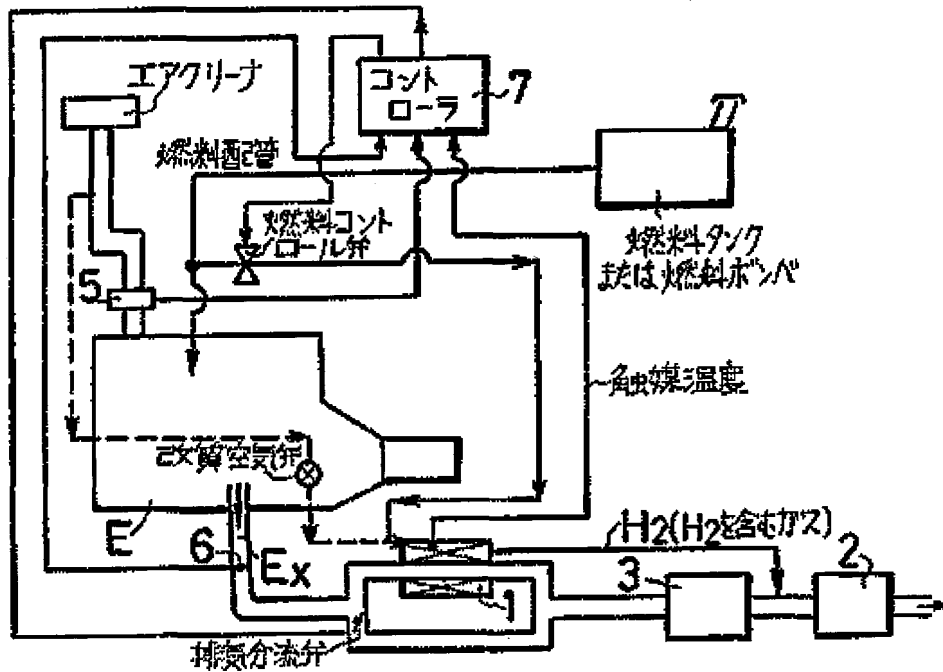 エアクリーナ
コント
ローラ
7
燃料配管
燃料コント
ロール弁
燃料タンク
または燃料ボンベ
5
触媒温度
改質空気弁
E
6
Ex
H2(H2を含むガス)
3
2
1
排気分流弁